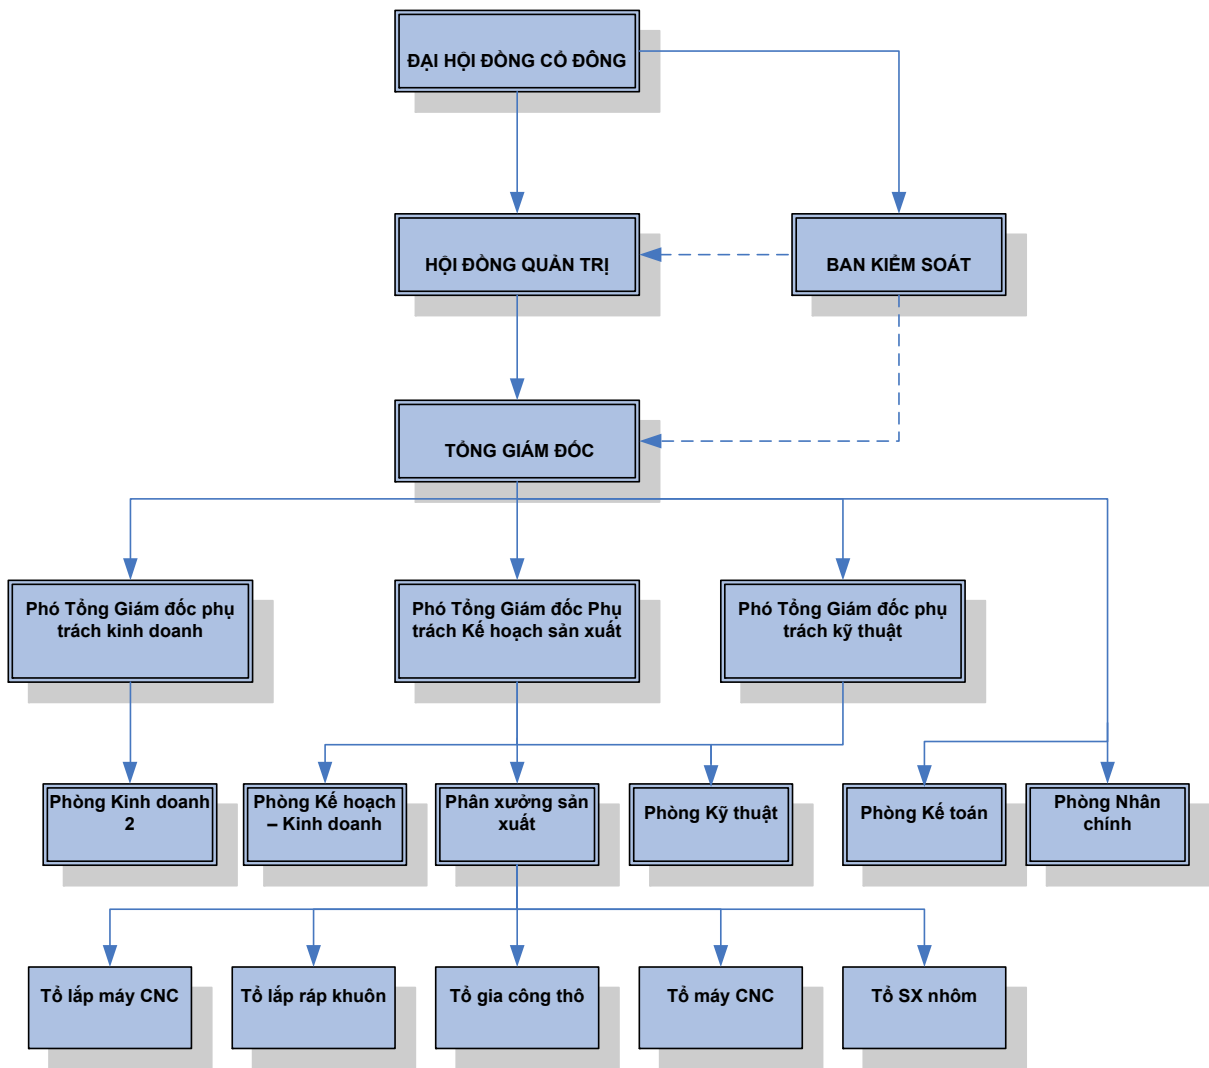 ĐẠI HỘI ĐỒNG CỔ ĐÔNG
HỘI ĐỒNG QUẢN TRỊ
BAN KIỂM SOÁT
TỔNG GIÁM ĐỐC
Phó Tổng Giám đốc phụ
trách kinh doanh
Phó Tổng Giám đốc Phụ
trách Kế hoạch sản xuất
Phó Tổng Giám đốc phụ
trách kỹ thuật
Phòng Kinh doanh
2
Phòng Kế hoạch
– Kinh doanh
Phân xưởng sản
xuất
Phòng Kỹ thuật
Phòng Kế toán
Phòng Nhân
chính
Tổ lắp máy CNC
Tổ lắp ráp khuôn
Tổ gia công thô
Tổ máy CNC
Tổ SX nhôm